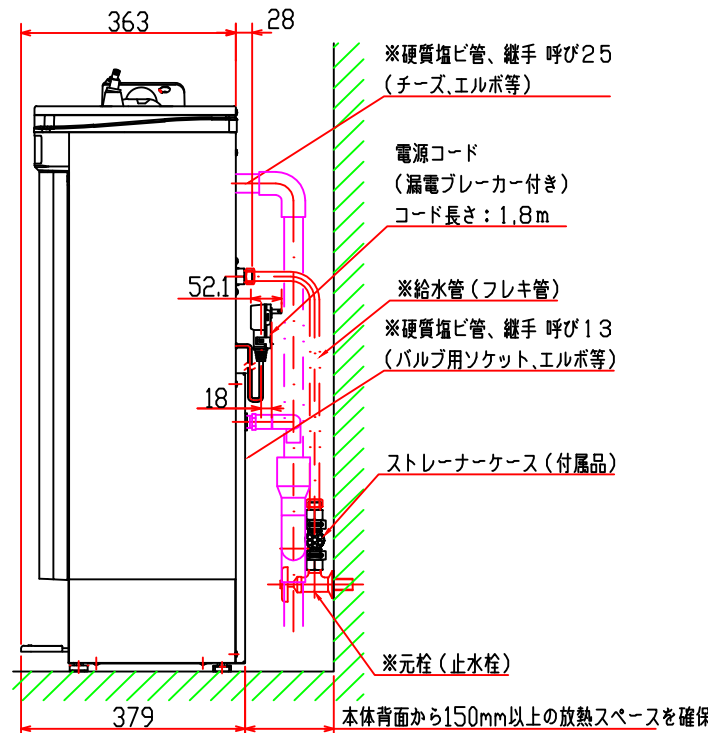 363
28
※硬質塩ビ管、継手 呼び25
(チーズ、エルボ等)
電源コード
(漏電ブレーカー付き)
コード長さ:1,8m
52,1
※給水管(フレキ管)
※硬質塩ビ管、継手 呼び13
(バルブ用ソケット、エルボ等)
18
ストレーナーケース(付属品)
※元栓(止水栓)
379
本体背面から150mm以上の放熱スペースを確保